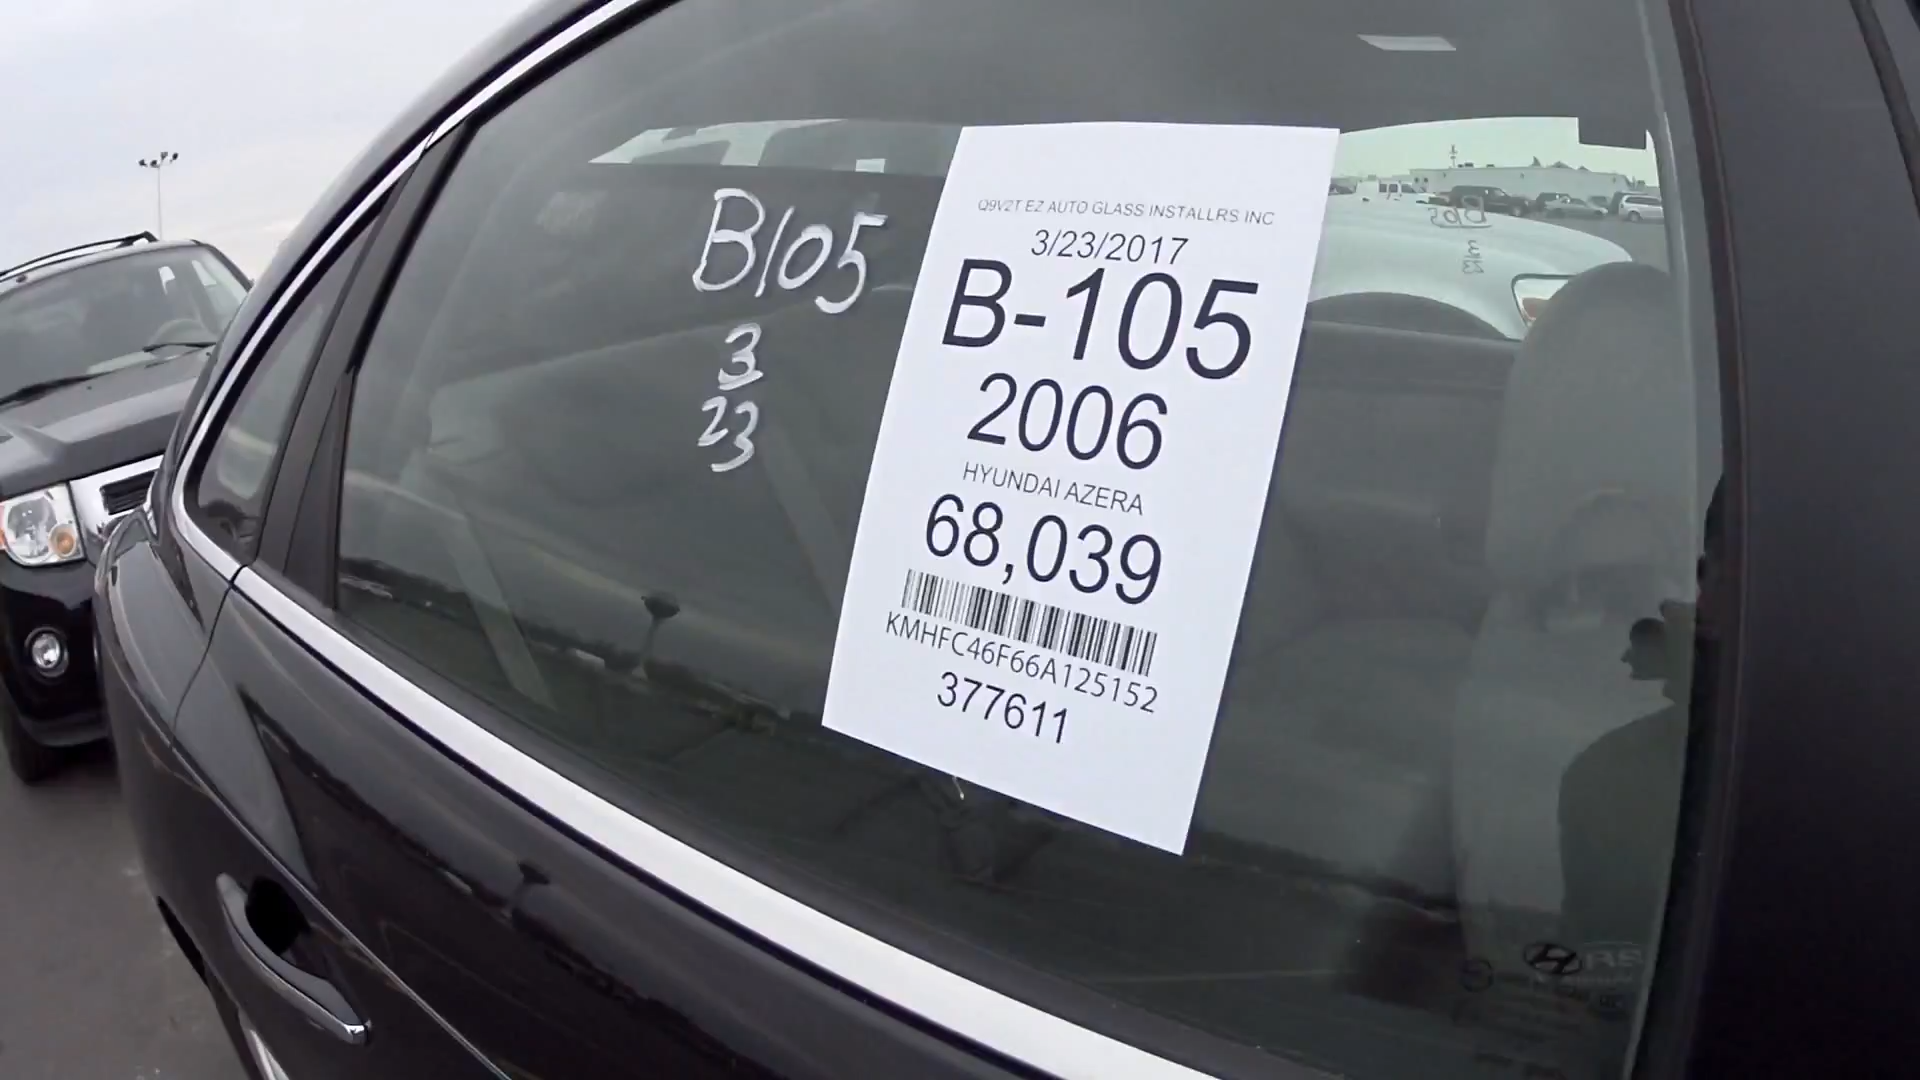 B105
3
23
Q9V2T EZ AUTO GLASS INSTALLRS INC
3/23/2017
B-105
2006
HYUNDAI AZERA
68,039
KMHFC46F66A125152
377611